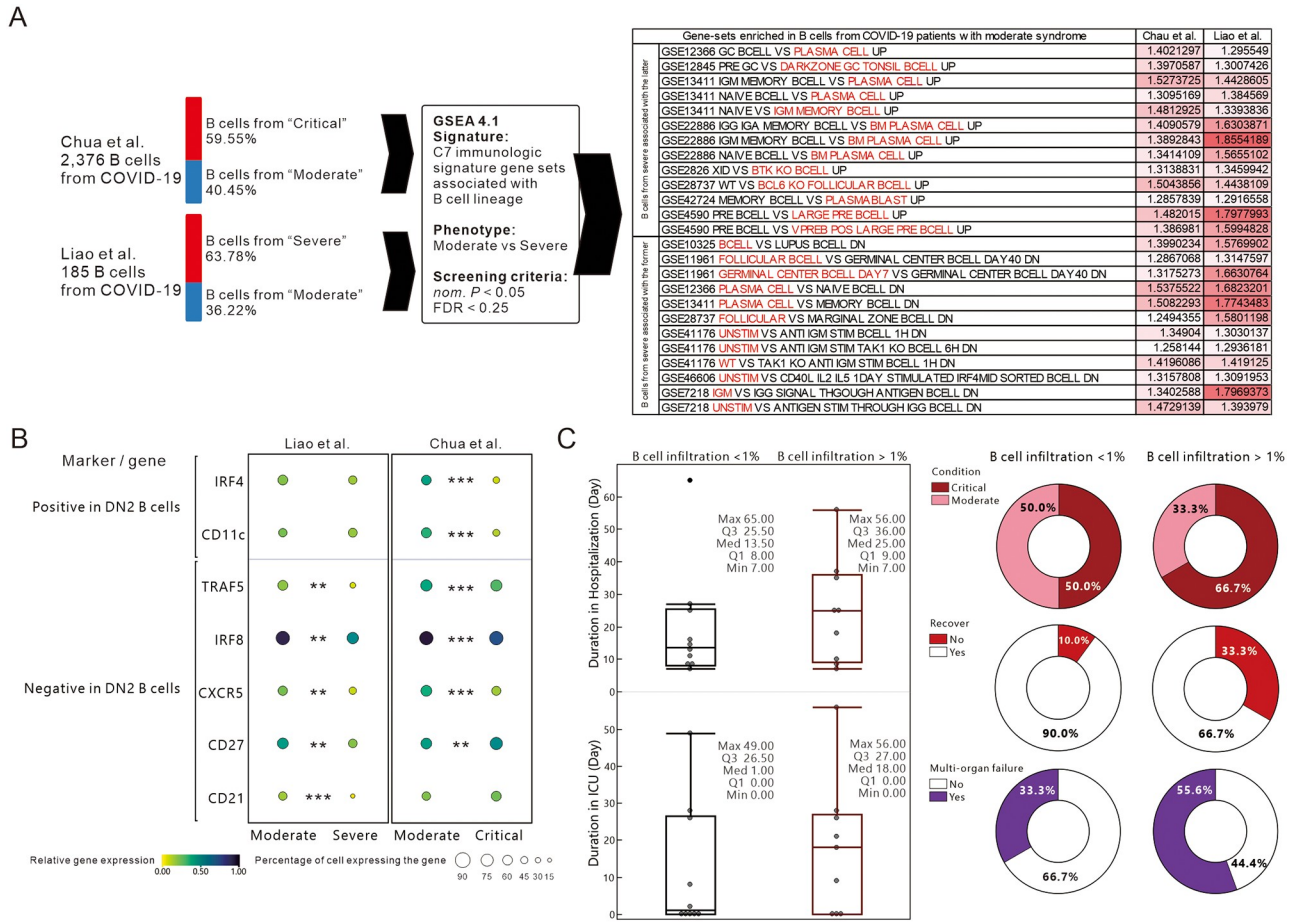 A
Chua et al.
2,376 B cells
from COVID-19
B cells from “Critical”
59.55%
B cells from “Moderate”
40.45%
Liao et al.
185 B cells
from COVID-19
B cells from “Severe”
63.78%
B cells from “Moderate”
36.22%
GSEA 4.1
Signature:
C7 immunologic
signature gene sets
associated with
B cell lineage
Phenotype:
Moderate vs Severe
Screening criteria:
nom. P < 0.05
FDR < 0.25
Gene-sets enriched in B cells from COVID-19 patients with moderate syndrome Chau et al. Liao et al.
B cells from severe associated with the latter
GSE12366 GC BCELL VS PLASMA CELL UP 1.4021297 1.295549
GSE12845 PRE GC VS DARKZONE GC TONSIL BCELL UP 1.3970587 1.3007426
GSE13411 IGM MEMORY BCELL VS PLASMA CELL UP 1.5273725 1.4428605
GSE13411 NAIVE BCELL VS PLASMA CELL UP 1.3095169 1.384569
GSE13411 NAIVE VS IGM MEMORY BCELL UP 1.4812925 1.3393836
GSE22886 IGG IGA MEMORY BCELL VS BM PLASMA CELL UP 1.4090579 1.6303871
GSE22886 IGM MEMORY BCELL VS BM PLASMA CELL UP 1.3892843 1.8554189
GSE22886 NAIVE BCELL VS BM PLASMA CELL UP 1.3414109 1.5655102
GSE2826 XID VS BTK KO BCELL UP 1.3138831 1.3459942
GSE28737 WT VS BCL6 KO FOLLICULAR BCELL UP 1.5043856 1.4438109
GSE42724 MEMORY BCELL VS PLASMABLAST UP 1.2857839 1.2916558
GSE4590 PRE BCELL VS LARGE PRE BCELL UP 1.482015 1.7977993
GSE4590 PRE BCELL VS VPREB POS LARGE PRE BCELL UP 1.386981 1.5994828
B cells from severe associated with the former
GSE10325 BCELL VS LUPUS BCELL DN 1.3990234 1.5769902
GSE11961 FOLLICULAR BCELL VS GERMINAL CENTER BCELL DAY40 DN 1.2867068 1.3147597
GSE11961 GERMINAL CENTER BCELL DAY7 VS GERMINAL CENTER BCELL DAY40 DN 1.3175273 1.6630764
GSE12366 PLASMA CELL VS NAIVE BCELL DN 1.5375522 1.6823201
GSE13411 PLASMA CELL VS MEMORY BCELL DN 1.5082293 1.7743483
GSE28737 FOLLICULAR VS MARGINAL ZONE BCELL DN 1.2494355 1.5801198
GSE41176 UNSTIM VS ANTI IGM STIM BCELL 1H DN 1.34904 1.3030137
GSE41176 UNSTIM VS ANTI IGM STIM TAK1 KO BCELL 6H DN 1.258144 1.2936181
GSE41176 WT VS TAK1 KO ANTI IGM STIM BCELL 1H DN 1.4196086 1.419125
GSE46606 UNSTIM VS CD40L IL2 IL5 1DAY STIMULATED IRF4MID SORTED BCELL DN 1.3157808 1.3091953
GSE7218 IGM VS IGG SIGNAL THGOUGH ANTIGEN BCELL DN 1.3402588 1.7969373
GSE7218 UNSTIM VS ANTIGEN STIM THROUGH IGG BCELL DN 1.4729139 1.393979
B
Marker / gene
Liao et al.
Chua et al.
Positive in DN2 B cells
IRF4 ***
CD11c ***
Negative in DN2 B cells
TRAF5 ** ***
IRF8 ** ***
CXCR5 ** ***
CD27 ** **
CD21 ***
Moderate Severe Moderate Critical
Relative gene expression
0.00 1.00
Percentage of cell expressing the gene
90 75 60 45 30 15
C
B cell infiltration <1%
B cell infiltration > 1%
Duration in Hospitalization (Day)
60
50
40
30
20
10
0
Max 65.00
Q3 25.50
Med 13.50
Q1 8.00
Min 7.00
Max 56.00
Q3 36.00
Med 25.00
Q1 9.00
Min 7.00
Duration in ICU (Day)
50
40
30
20
10
0
Max 49.00
Q3 26.50
Med 1.00
Q1 0.00
Min 0.00
Max 56.00
Q3 27.00
Med 18.00
Q1 0.00
Min 0.00
B cell infiltration <1%
B cell infiltration > 1%
Condition
Critical
Moderate
50.0%
50.0%
33.3%
66.7%
Recover
No
Yes
10.0%
90.0%
33.3%
66.7%
Multi-organ failure
No
Yes
33.3%
66.7%
55.6%
44.4%